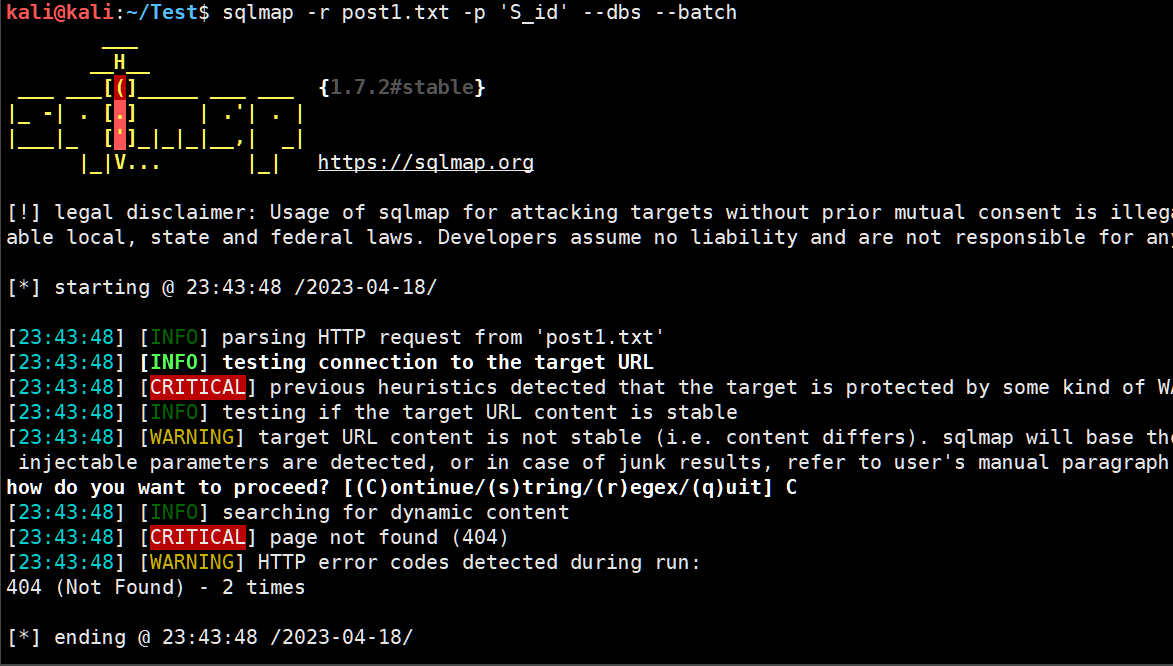 kali@kali:~/Test$ sqlmap -r post1.txt -p 'S_id' --dbs --batch
        ___
       __H__
 ___ ___[(]_____ ___ ___  {1.7.2#stable}
|_ -| . [.]     | .'| . |
|___|_  [']_|_|_|__,|  _|
      |_|V...       |_|   https://sqlmap.org
[!] legal disclaimer: Usage of sqlmap for attacking targets without prior mutual consent is
able local, state and federal laws. Developers assume no liability and are not responsible for
[*] starting @ 23:43:48 /2023-04-18/
[23:43:48] [INFO] parsing HTTP request from 'post1.txt'
[23:43:48] [INFO] testing connection to the target URL
[23:43:48] [CRITICAL] previous heuristics detected that the target is protected by some kind of
[23:43:48] [INFO] testing if the target URL content is stable
[23:43:48] [WARNING] target URL content is not stable (i.e. content differs). sqlmap will base
 injectable parameters are detected, or in case of junk results, refer to user's manual paragraph
how do you want to proceed? [(C)ontinue/(s)tring/(r)egex/(q)uit] C
[23:43:48] [INFO] searching for dynamic content
[23:43:48] [CRITICAL] page not found (404)
[23:43:48] [WARNING] HTTP error codes detected during run:
404 (Not Found) - 2 times
[*] ending @ 23:43:48 /2023-04-18/